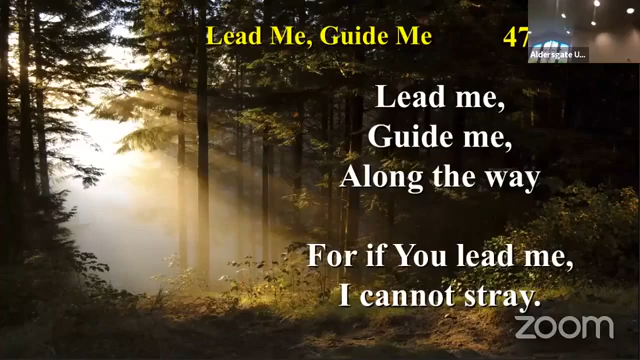 Lead Me, Guide Me 47
Aldersgate U...
Lead me,
Guide me,
Along the way
For if You lead me,
I cannot stray.
zoom